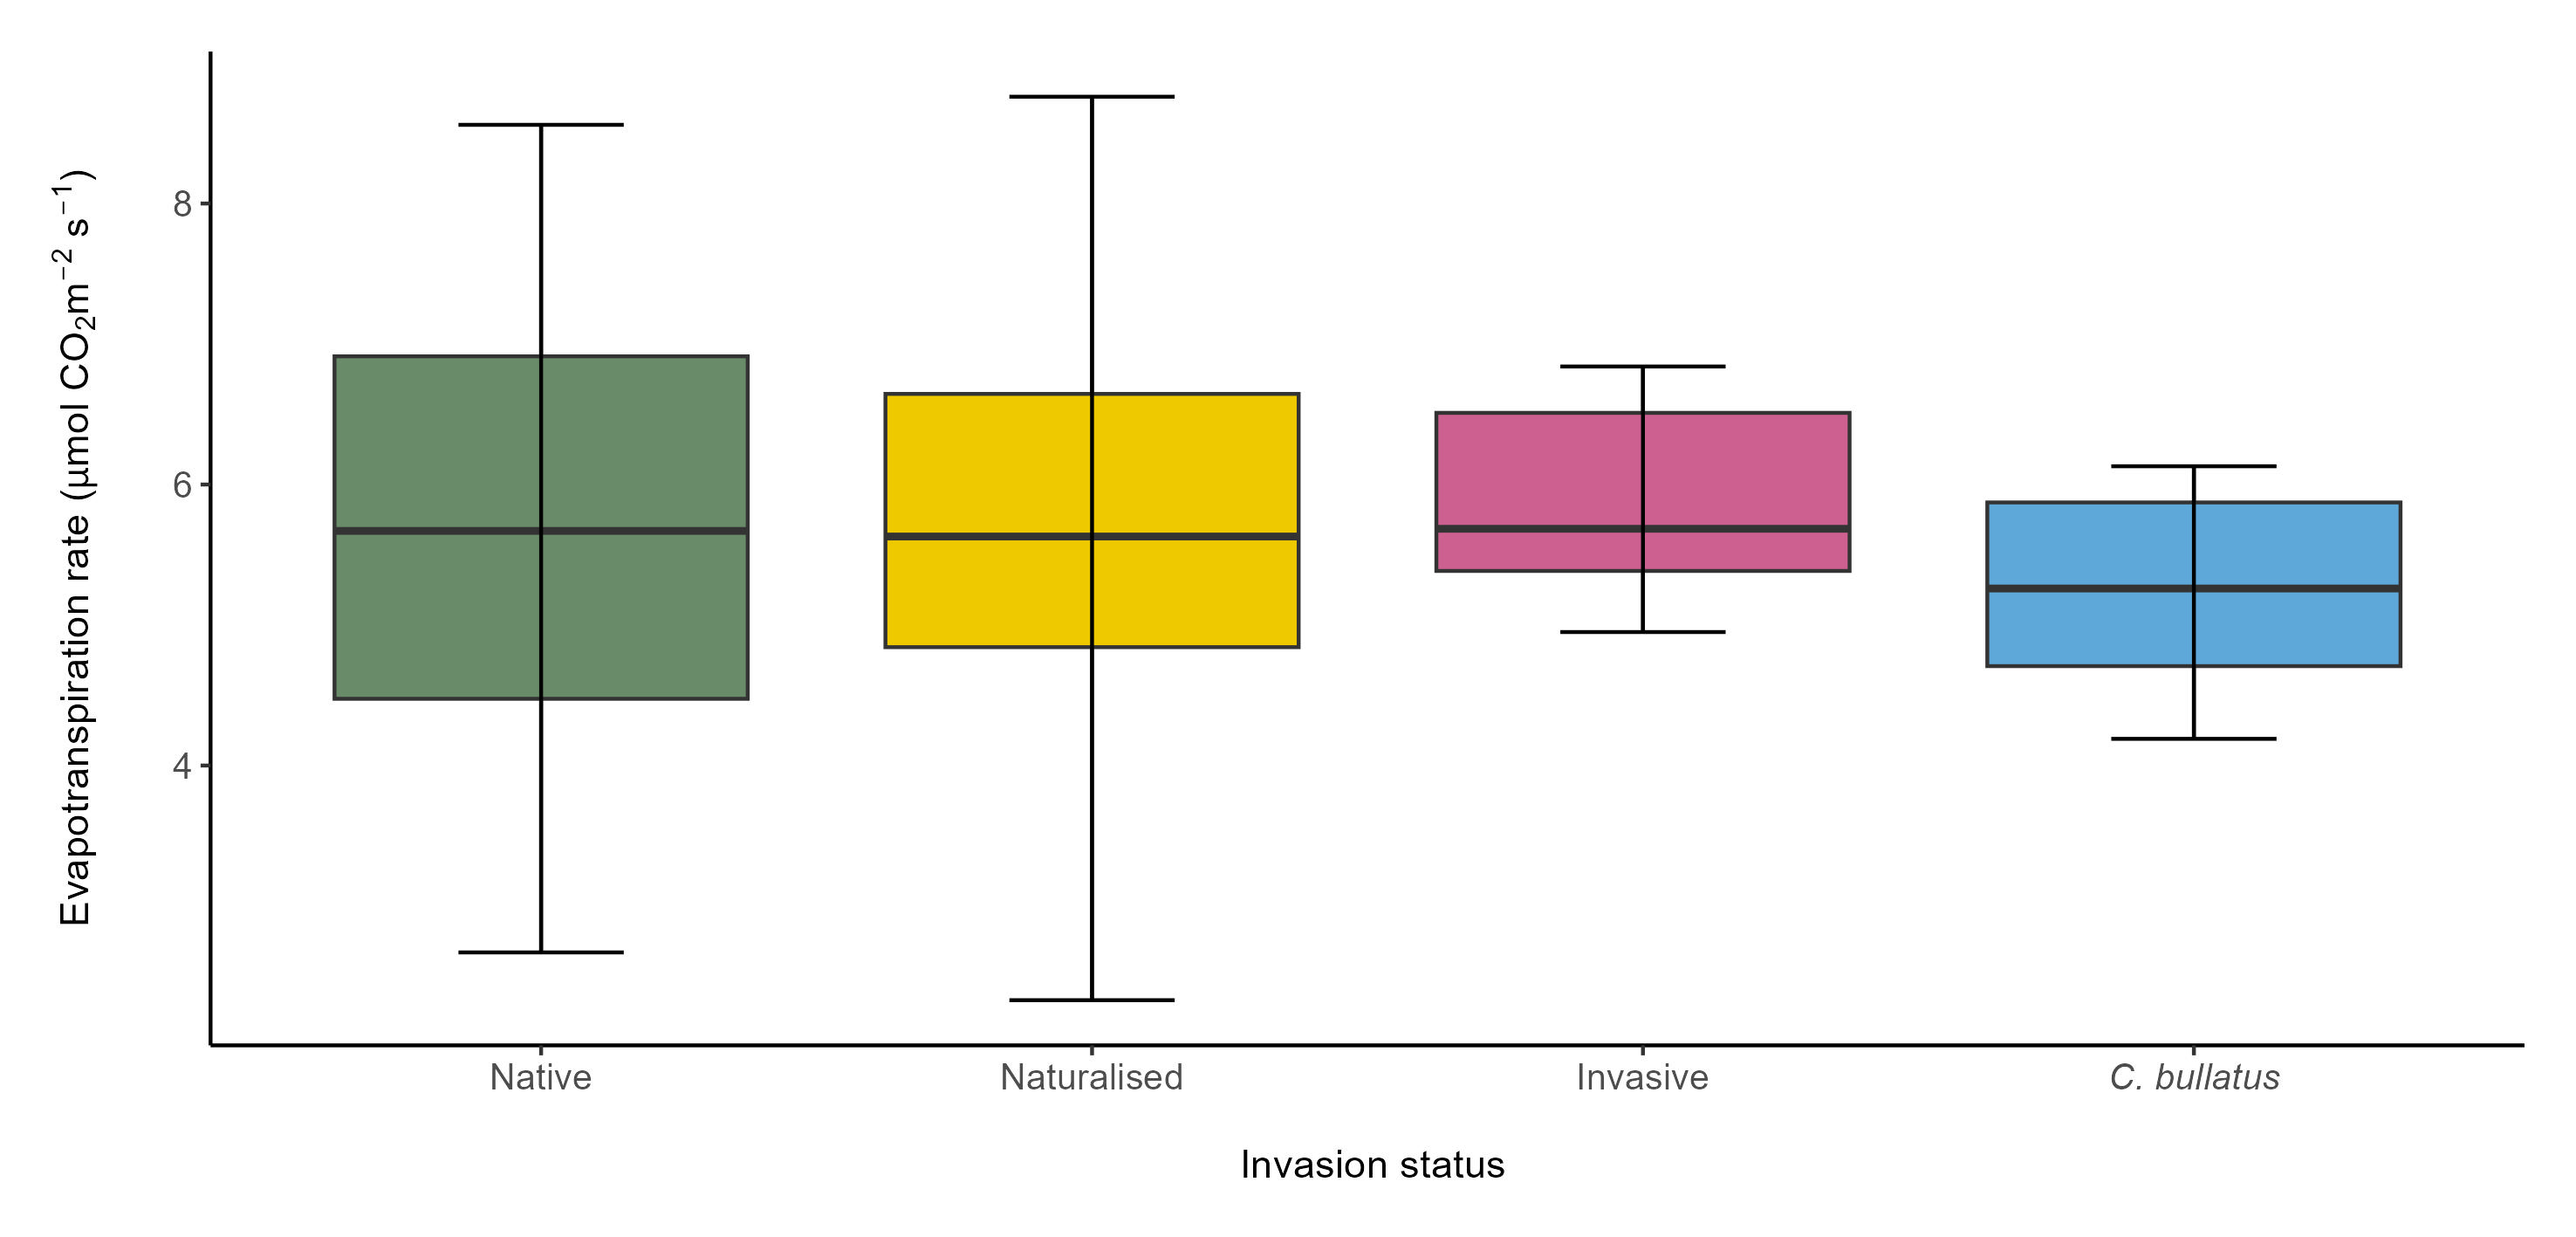 Evapotranspiration rate (µmol CO₂m⁻² s⁻¹)
8
6
4
Native Naturalised Invasive C. bullatus
Invasion status